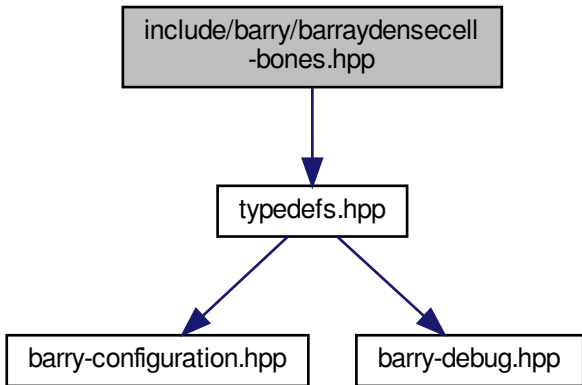 include/barry/barraydensecell
-bones.hpp
typedefs.hpp
barry-configuration.hpp
barry-debug.hpp